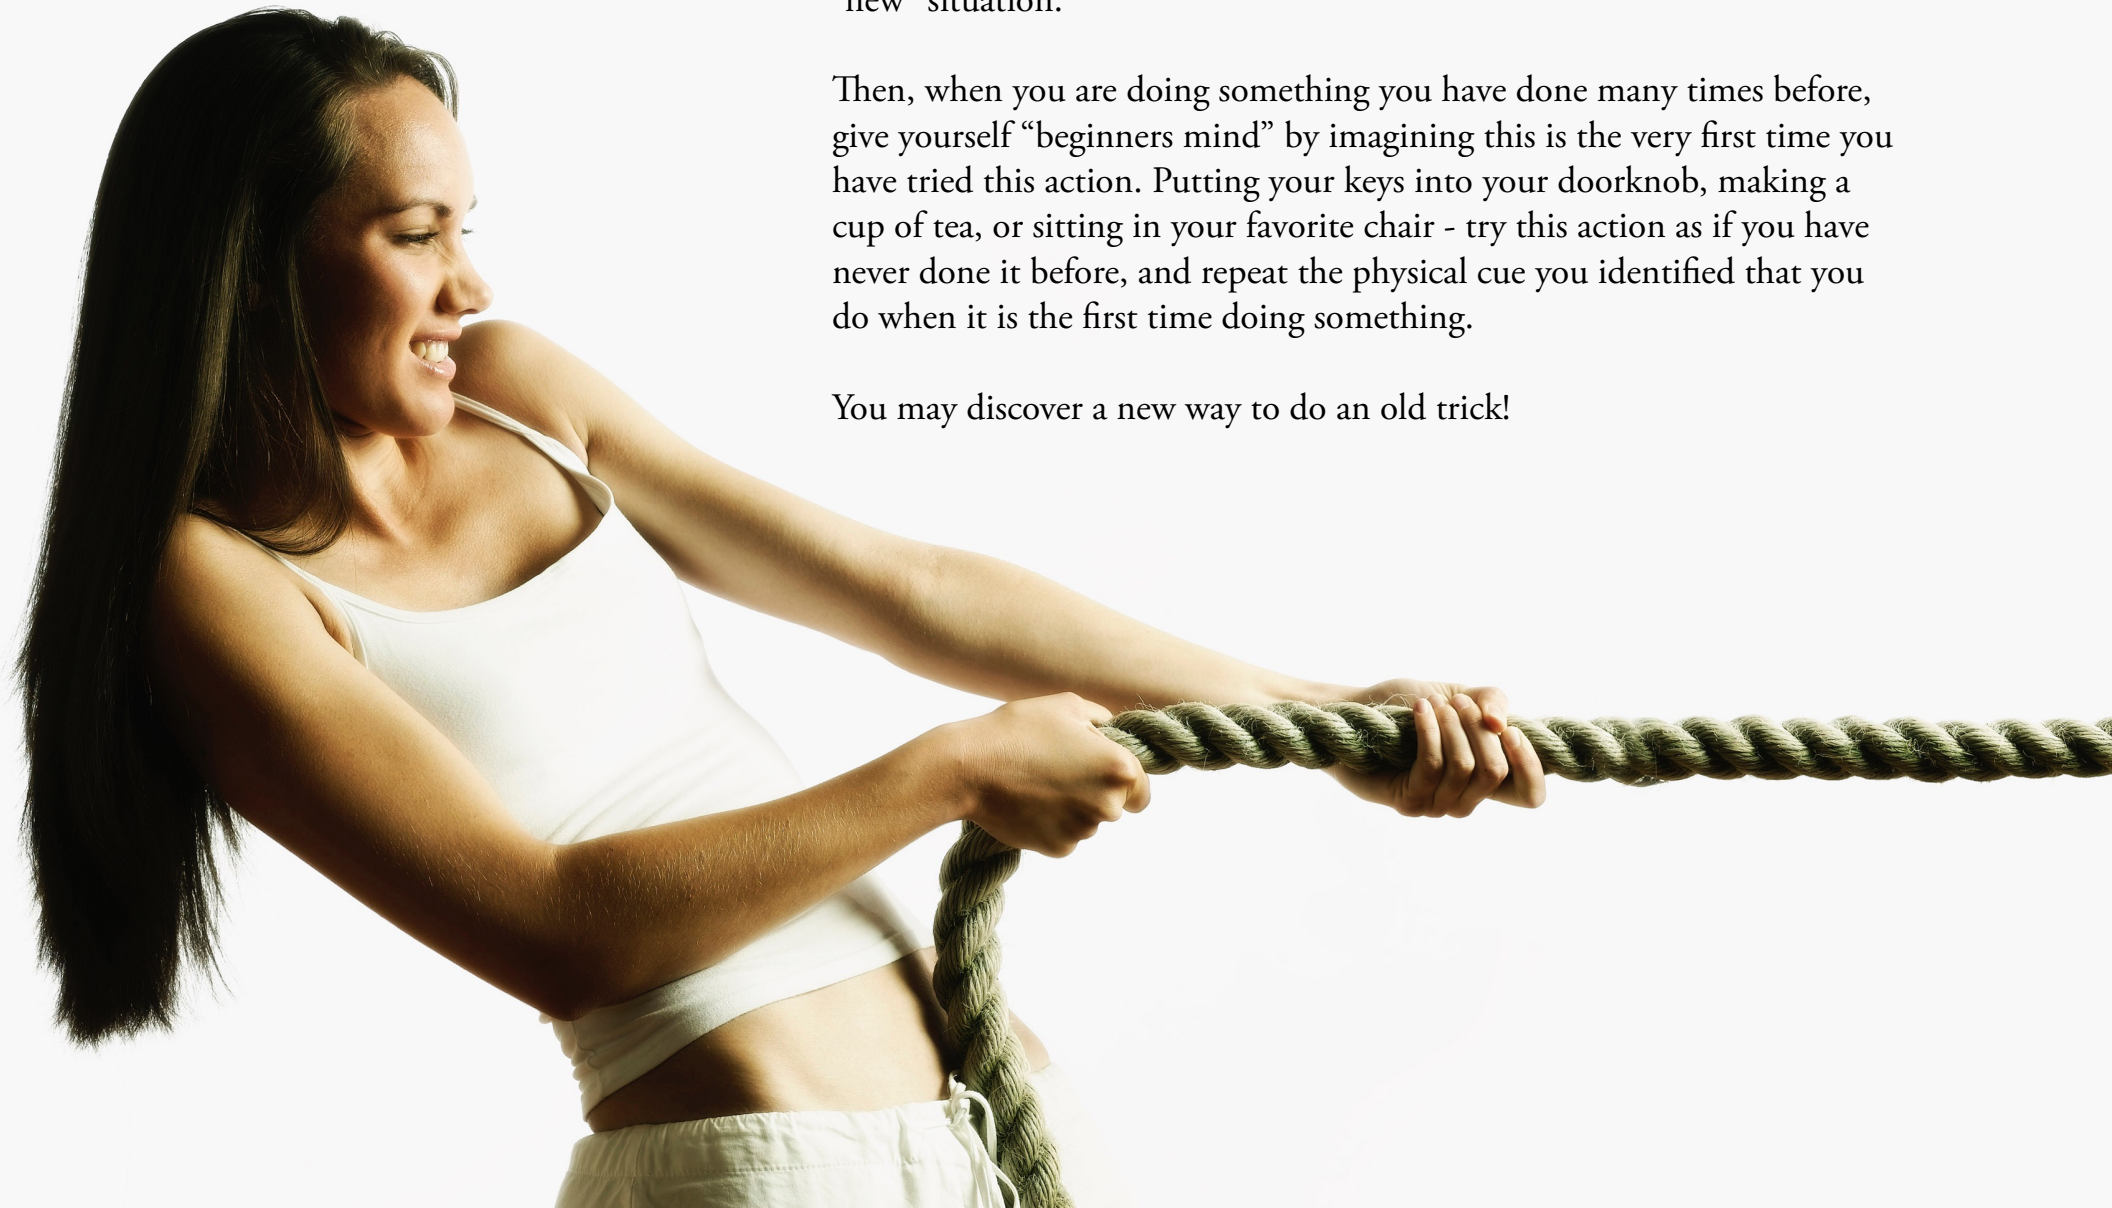 "new" situation.
Then, when you are doing something you have done many times before,
give yourself “beginners mind” by imagining this is the very first time you
have tried this action. Putting your keys into your doorknob, making a
cup of tea, or sitting in your favorite chair - try this action as if you have
never done it before, and repeat the physical cue you identified that you
do when it is the first time doing something.
You may discover a new way to do an old trick!